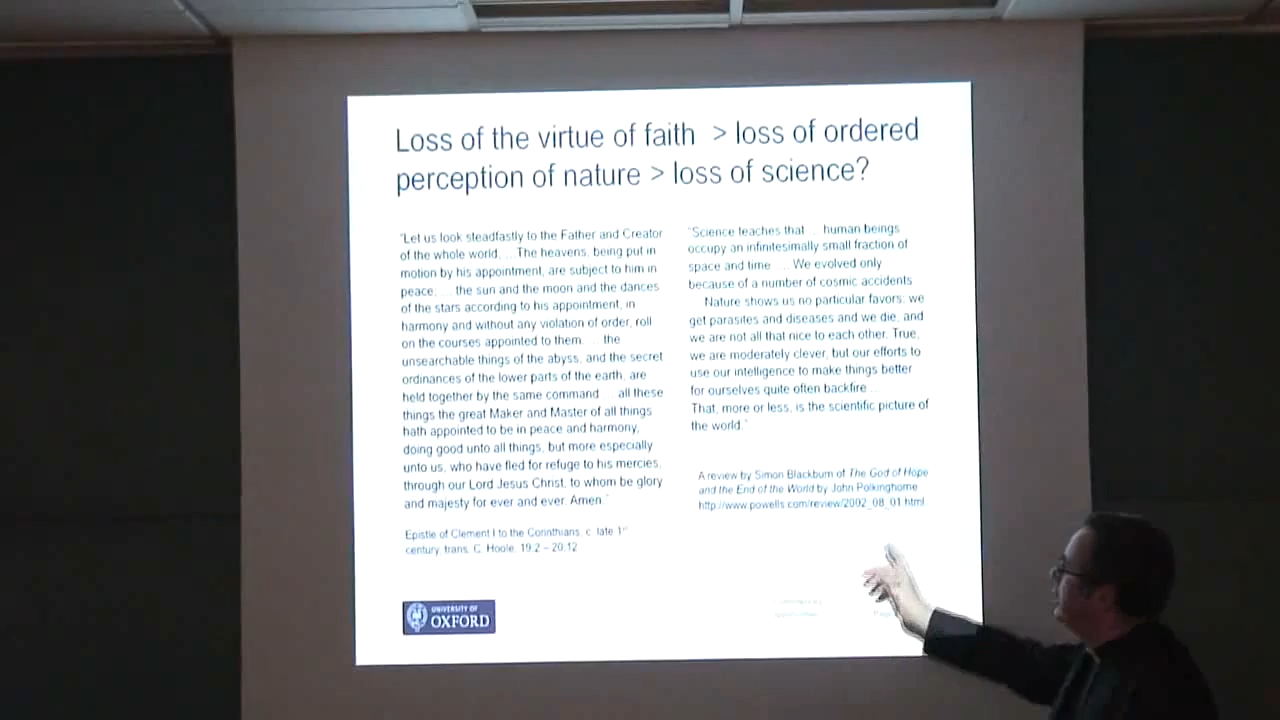 Loss of the virtue of faith > loss of ordered
perception of nature > loss of science?
"Let us look steadfastly to the Father and Creator
of the whole world, ...The heavens, being put in
motion by his appointment, are subject to him in
peace; ... the sun and the moon and the dances
of the stars according to his appointment, in
harmony and without any violation of order, roll
on the courses appointed to them. ... the
unsearchable things of the abyss, and the secret
ordinances of the lower parts of the earth, are
held together by the same command ... all these
things the great Maker and Master of all things
hath appointed to be in peace and harmony,
doing good unto all things, but more especially
unto us, who have fled for refuge to his mercies,
through our Lord Jesus Christ, to whom be glory
and majesty for ever and ever. Amen."
Epistle of Clement I to the Corinthians, c. late 1st
century, trans. C. Hoole, 19:2 – 20:12
"Science teaches that ... human beings
occupy an infinitesimally small fraction of
space and time ... We evolved only
because of a number of cosmic accidents
... Nature shows us no particular favors: we
get parasites and diseases and we die, and
we are not all that nice to each other. True,
we are moderately clever, but our efforts to
use our intelligence to make things better
for ourselves quite often backfire ...
That, more or less, is the scientific picture of
the world."
A review by Simon Blackburn of The God of Hope
and the End of the World by John Polkinghorne
http://www.powells.com/review/2002_08_01.html
UNIVERSITY OF
OXFORD